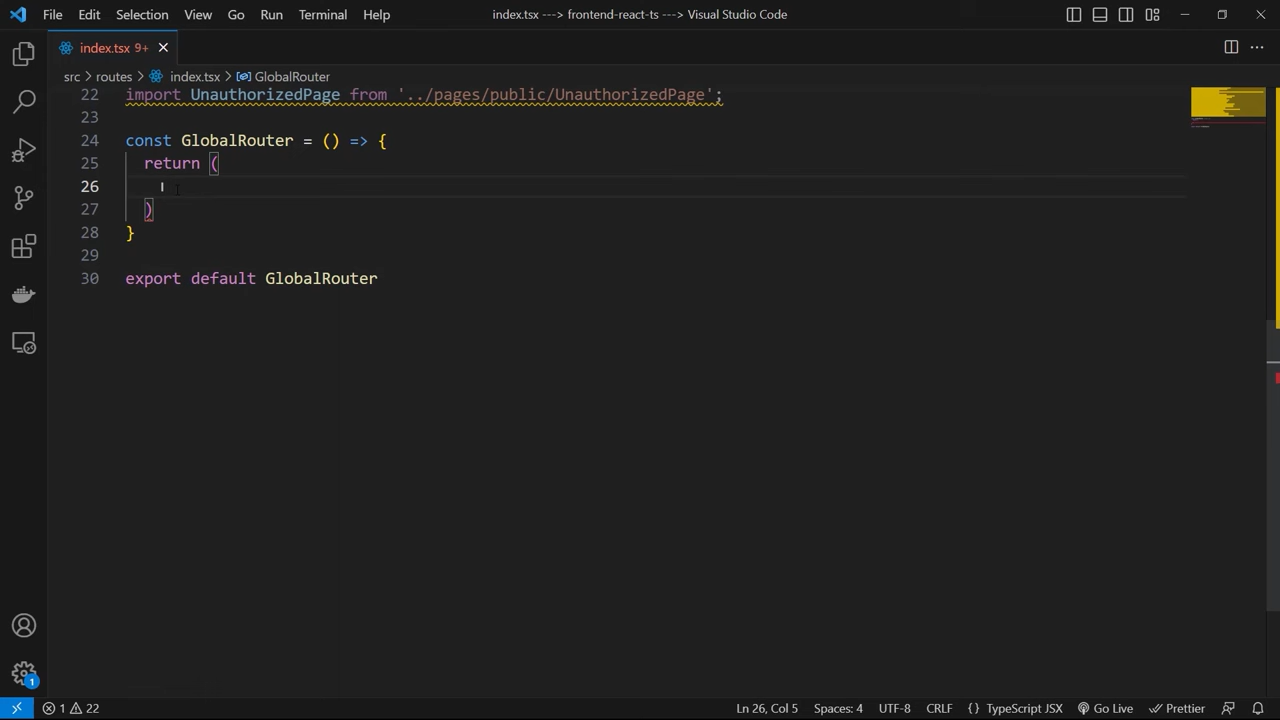 File Edit Selection View Go Run Terminal Help
index.tsx ---> frontend-react-ts ---> Visual Studio Code
index.tsx 9+
src > routes > index.tsx > GlobalRouter
22 import UnauthorizedPage from '../pages/public/UnauthorizedPage';
23
24 const GlobalRouter = () => {
25 return (
26
27 )
28 }
29
30 export default GlobalRouter
1
1 22
Ln 26, Col 5 Spaces: 4 UTF-8 CRLF {} TypeScript JSX Go Live Prettier